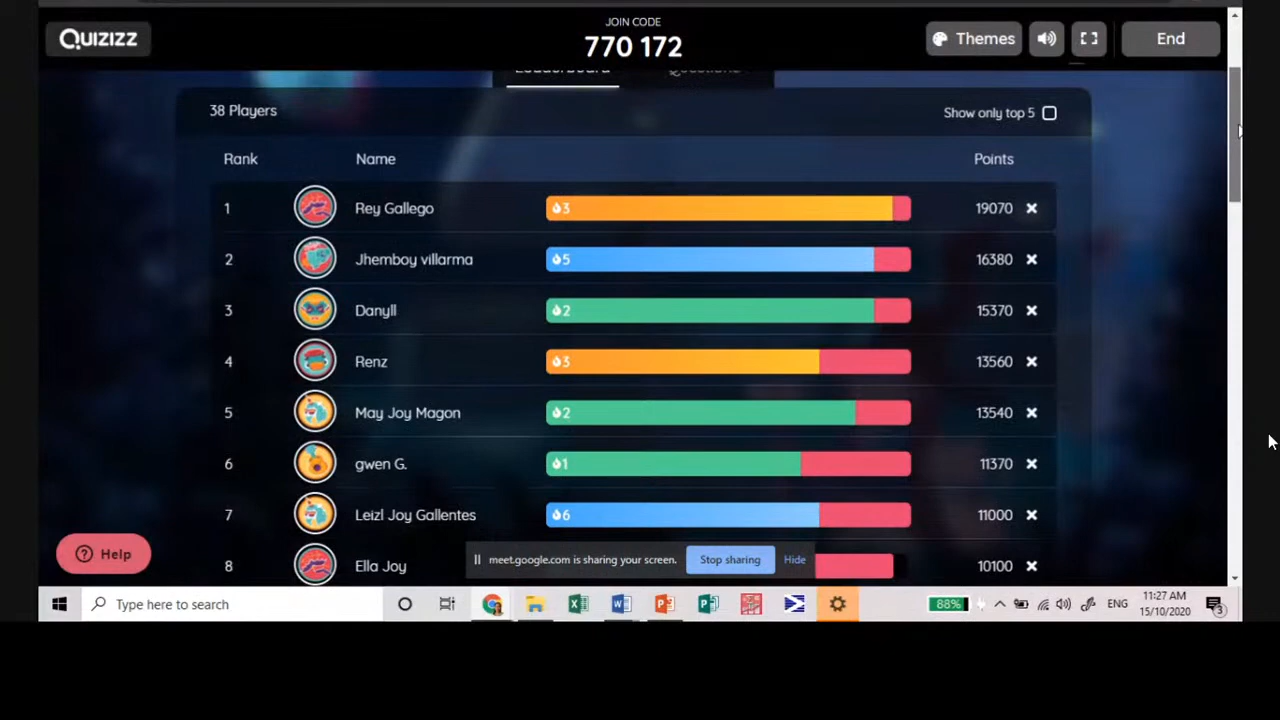 JOIN CODE
Quizizz
770 172
Themes
End
Leaderboard
Questions
38 Players
Show only top 5
Rank Name Points
1 Rey Gallego 3 19070
2 Jhemboy villarma 5 16380
3 Danyll 2 15370
4 Renz 3 13560
5 May Joy Magon 2 13540
6 gwen G. 1 11370
7 Leizl Joy Gallentes 6 11000
Help
meet.google.com is sharing your screen. Stop sharing Hide
8 Ella Joy 10100
Type here to search
88%
ENG
11:27 AM
15/10/2020
3